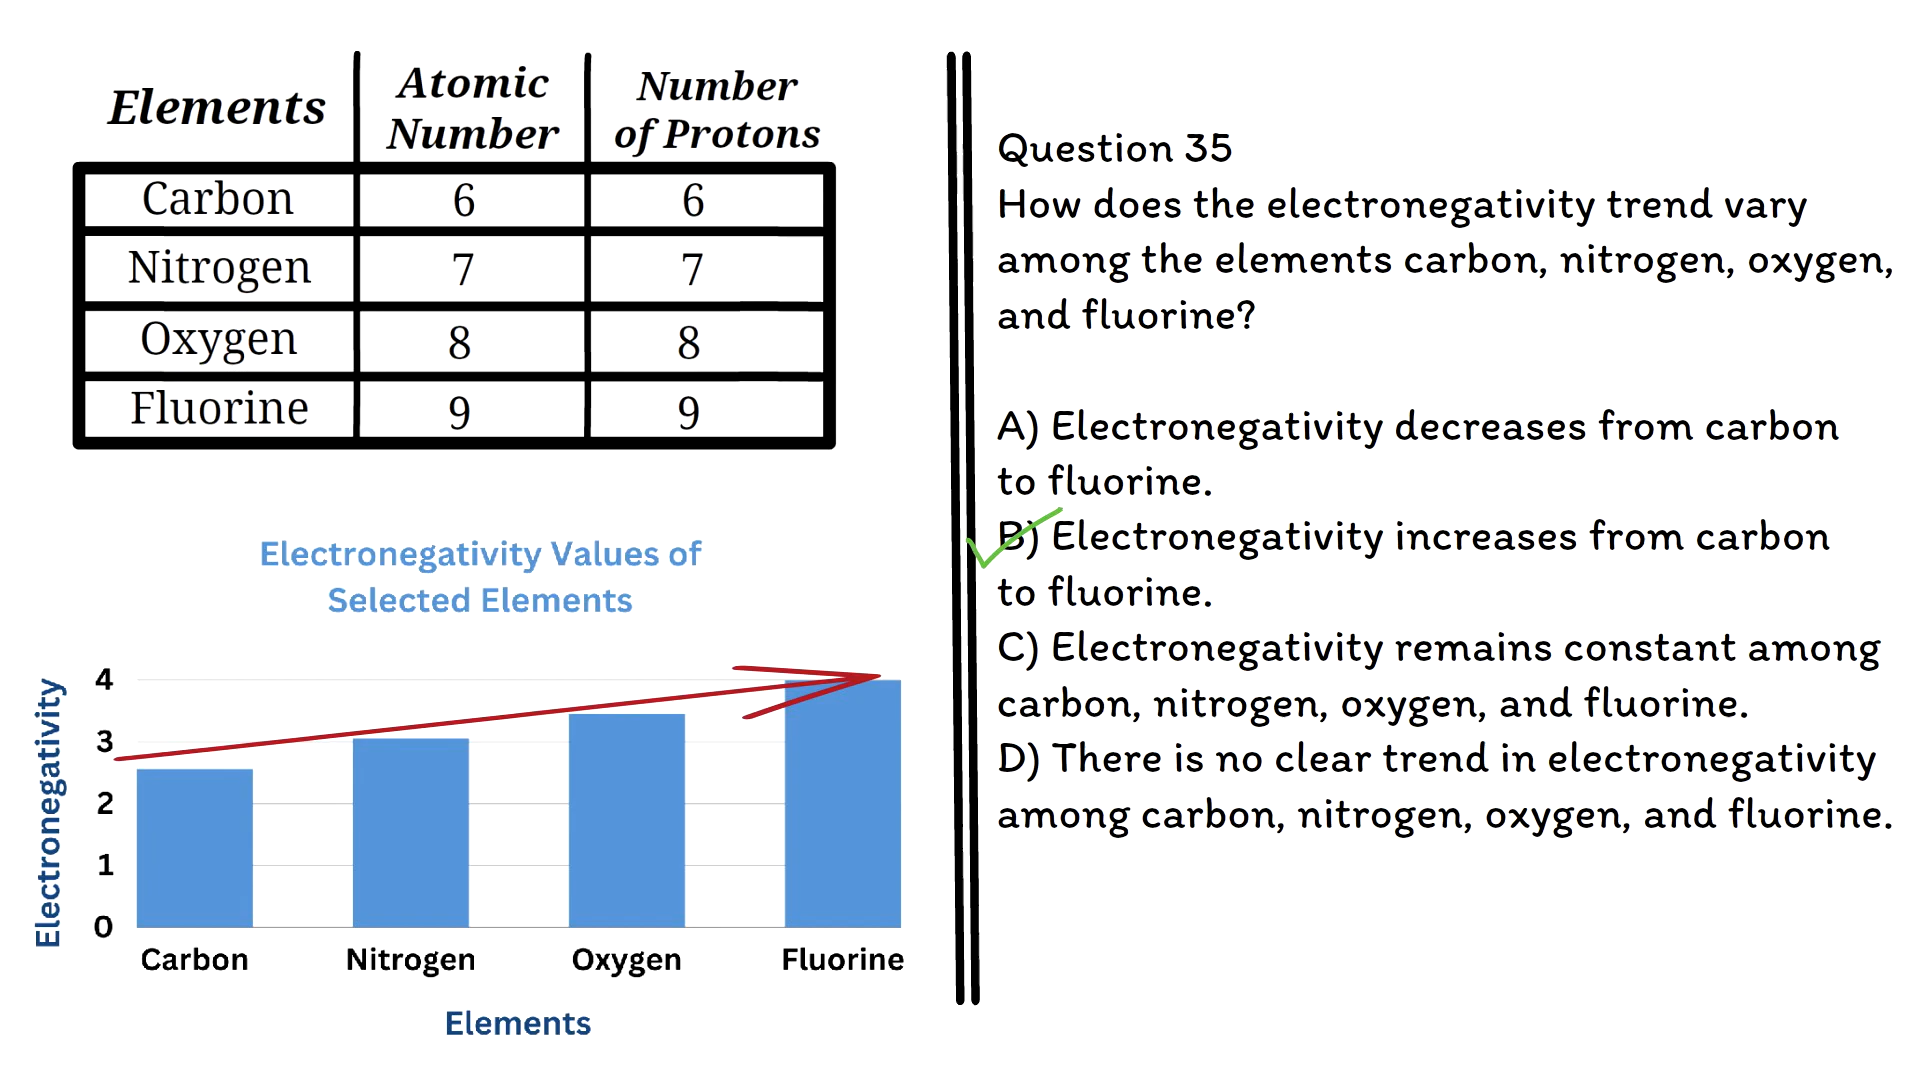 Elements
Atomic
Number
Number
of Protons
Carbon 6 6
Nitrogen 7 7
Oxygen 8 8
Fluorine 9 9
Electronegativity Values of
Selected Elements
Electronegativity
4
3
2
1
0
Carbon Nitrogen Oxygen Fluorine
Elements
Question 35
How does the electronegativity trend vary
among the elements carbon, nitrogen, oxygen,
and fluorine?
A) Electronegativity decreases from carbon
to fluorine.
B) Electronegativity increases from carbon
to fluorine.
C) Electronegativity remains constant among
carbon, nitrogen, oxygen, and fluorine.
D) There is no clear trend in electronegativity
among carbon, nitrogen, oxygen, and fluorine.